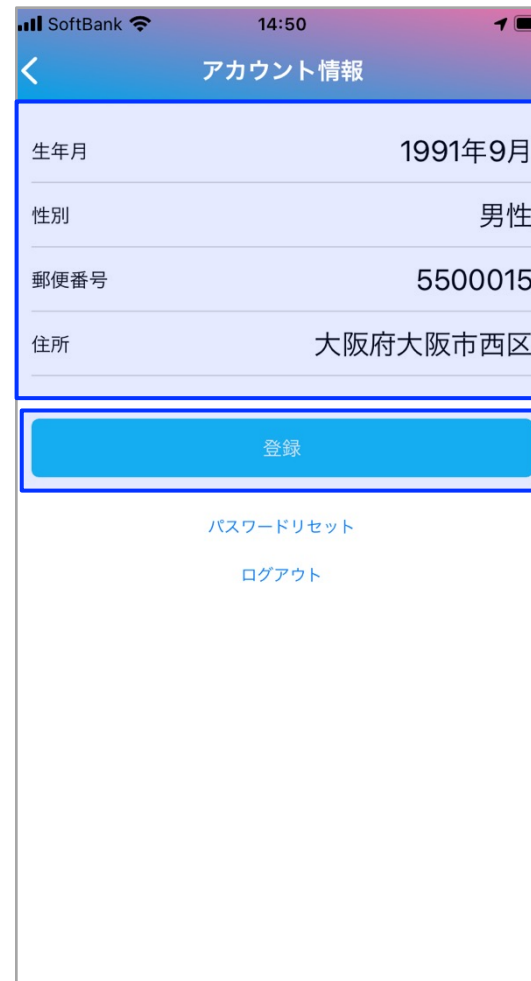 SoftBank 14:50
アカウント情報
生年月 1991年9月
性別 男性
郵便番号 5500015
住所 大阪府大阪市西区
登録
パスワードリセット
ログアウト